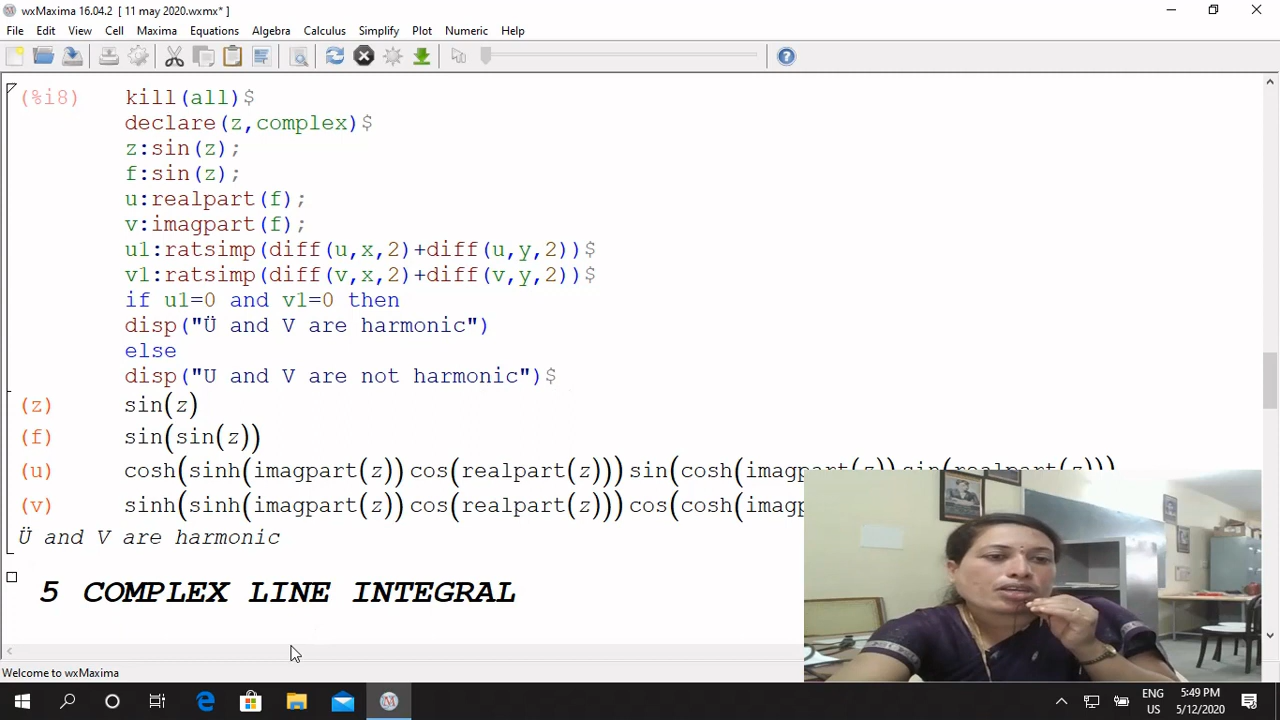 wxMaxima 16.04.2 [ 11 may 2020.wxmx* ]
File Edit View Cell Maxima Equations Algebra Calculus Simplify Plot Numeric Help
(%i8) kill(all)$
declare(z,complex)$
z:sin(z);
f:sin(z);
u:realpart(f);
v:imagpart(f);
u1:ratsimp(diff(u,x,2)+diff(u,y,2))$
v1:ratsimp(diff(v,x,2)+diff(v,y,2))$
if u1=0 and v1=0 then
disp("Ü and V are harmonic")
else
disp("U and V are not harmonic")$
(z) sin(z)
(f) sin(sin(z))
(u) cosh(sinh(imagpart(z))cos(realpart(z)))sin(cosh(imagpart(z))sin(realpart(z)))
(v) sinh(sinh(imagpart(z))cos(realpart(z)))cos(cosh(imag
Ü and V are harmonic
5 COMPLEX LINE INTEGRAL
Welcome to wxMaxima
ENG 5:49 PM
US 5/12/2020